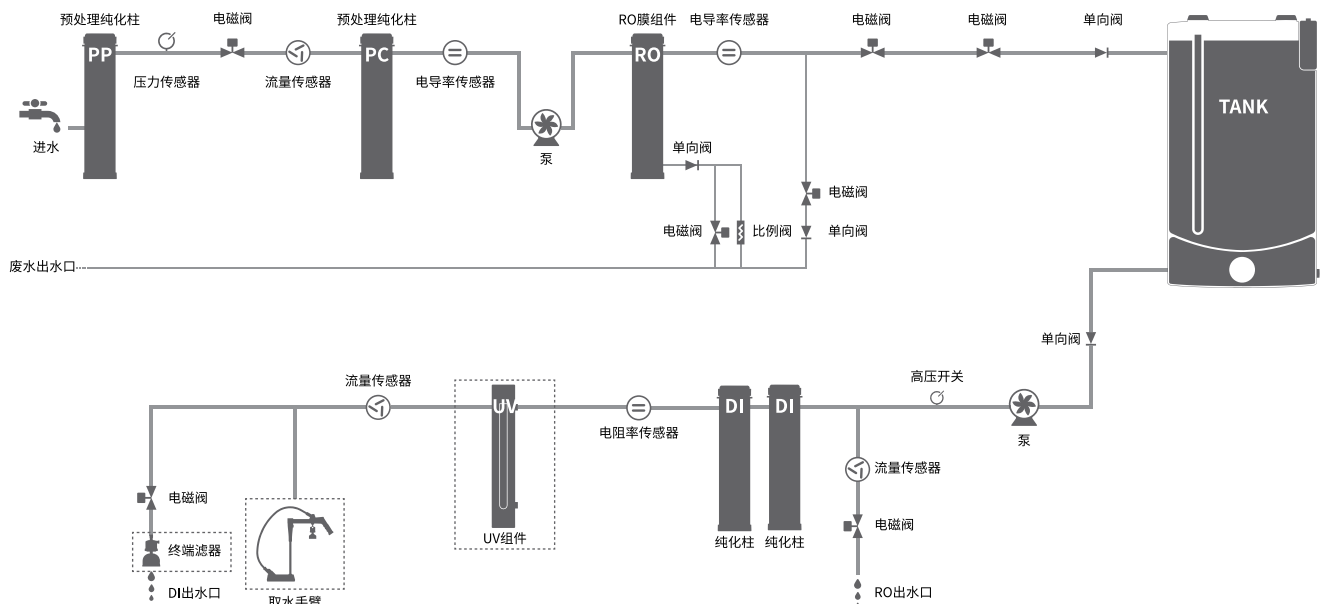 预处理纯化柱
电磁阀
预处理纯化柱
RO膜组件
电导率传感器
电磁阀
电磁阀
单向阀
PP
PC
RO
压力传感器
流量传感器
电导率传感器
TANK
进水
泵
单向阀
电磁阀
电磁阀
比例阀
单向阀
废水出水口
单向阀
流量传感器
高压开关
UV
DI
DI
电阻率传感器
泵
流量传感器
电磁阀
电磁阀
UV组件
纯化柱
纯化柱
终端滤器
DI出水口
取水手臂
RO出水口